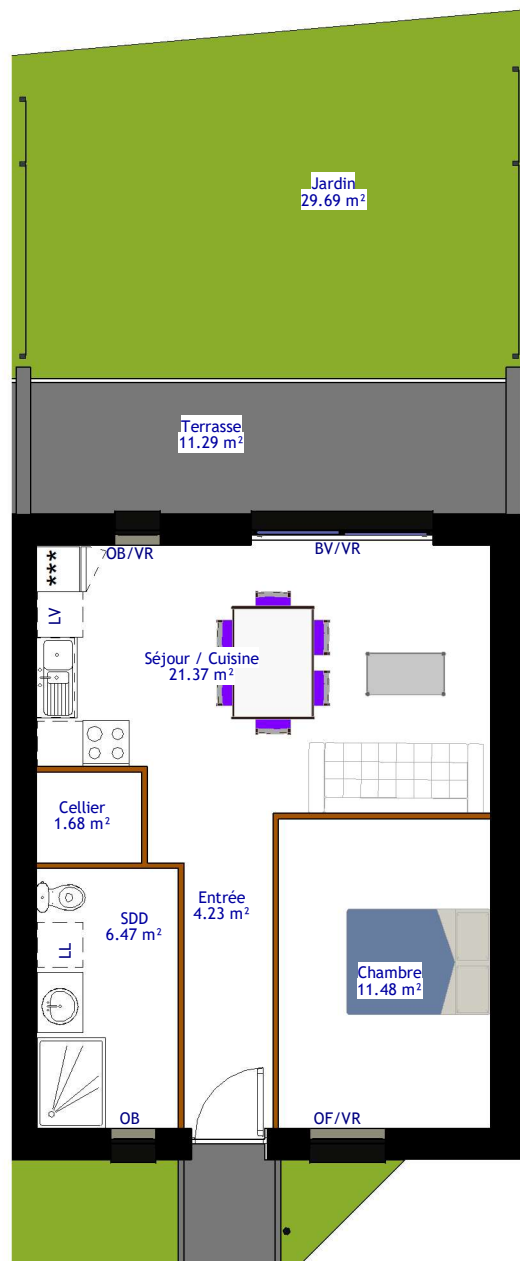 Jardin
29.69 m²
Terrasse
11.29 m²
OB/VR
BV/VR
***
LV
Séjour / Cuisine
21.37 m²
Cellier
1.68 m²
Entrée
4.23 m²
SDD
6.47 m²
LL
Chambre
11.48 m²
OB
OF/VR